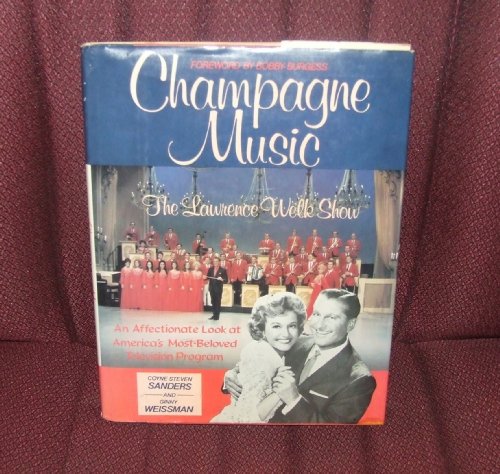 FOREWORD BY BOBBY BURGESS
Champagne
Music
The Lawrence Welk Show
An Affectionate Look at
America's Most-Beloved
Television Program
COYNE STEVEN
SANDERS
AND
GINNY
WEISSMAN